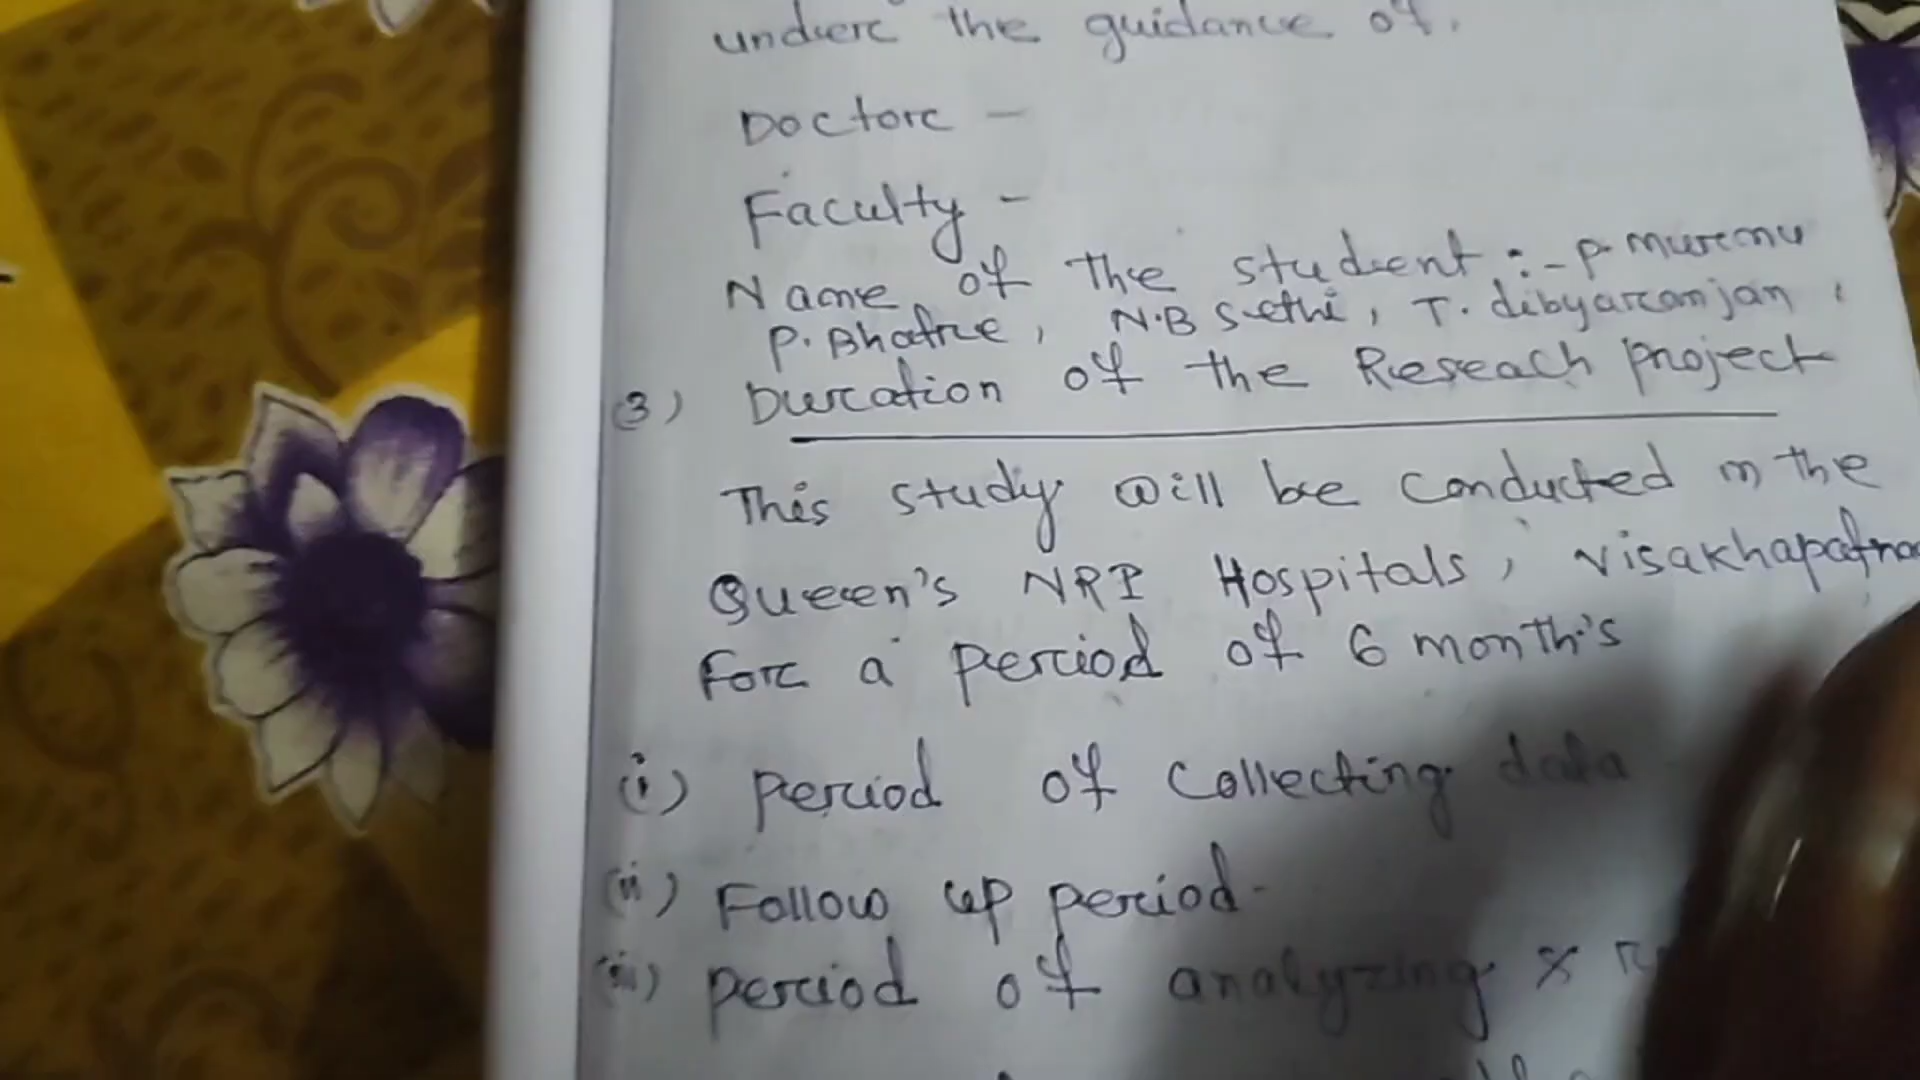 under the guidance of.
Doctor -
Faculty -
Name of the student :- P. Murmu
P. Bhatre, N.B Sethi, T. dibyaranjan,
(3) Duration of the Reseach project
This study will be conducted in the
Queen's NRI Hospitals, Visakhapatnam
For a period of 6 month's
(i) period of collecting data -
(ii) Follow up period -
(iii) period of analyzing &